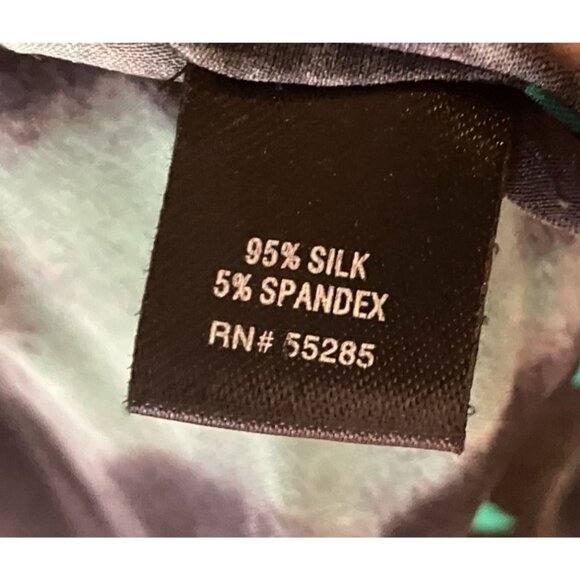 95% SILK
5% SPANDEX
RN# 55285